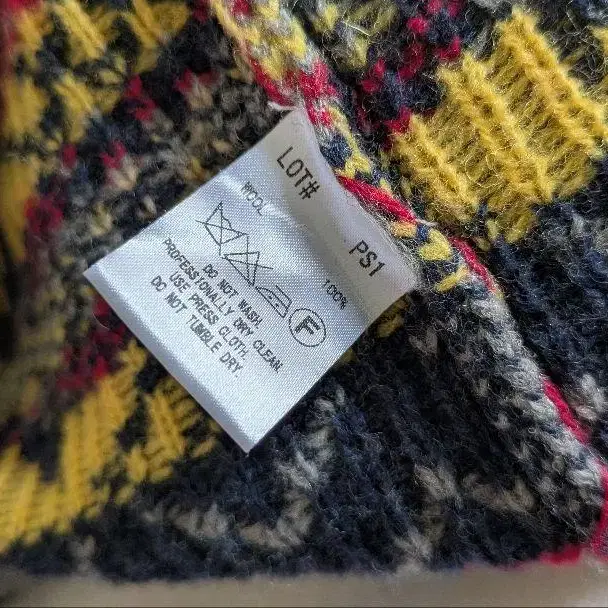 LOT# PS1
WOOL 100%
F
DO NOT WASH.
PROFESSIONALLY DRY CLEAN
USE PRESS CLOTH.
DO NOT TUMBLE DRY.